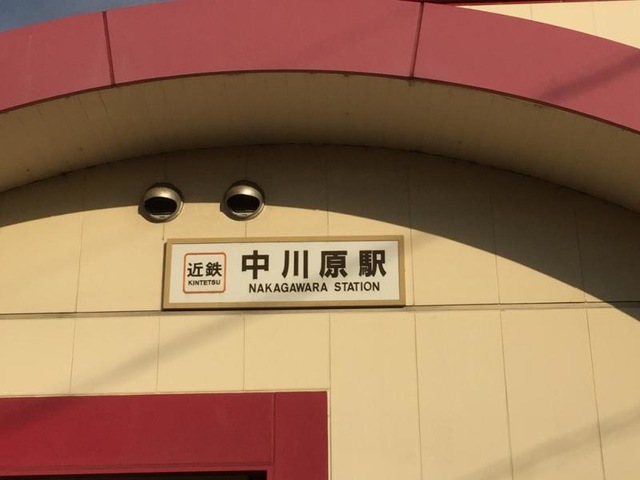 近鉄
KINTETSU
中川原駅
NAKAGAWARA STATION